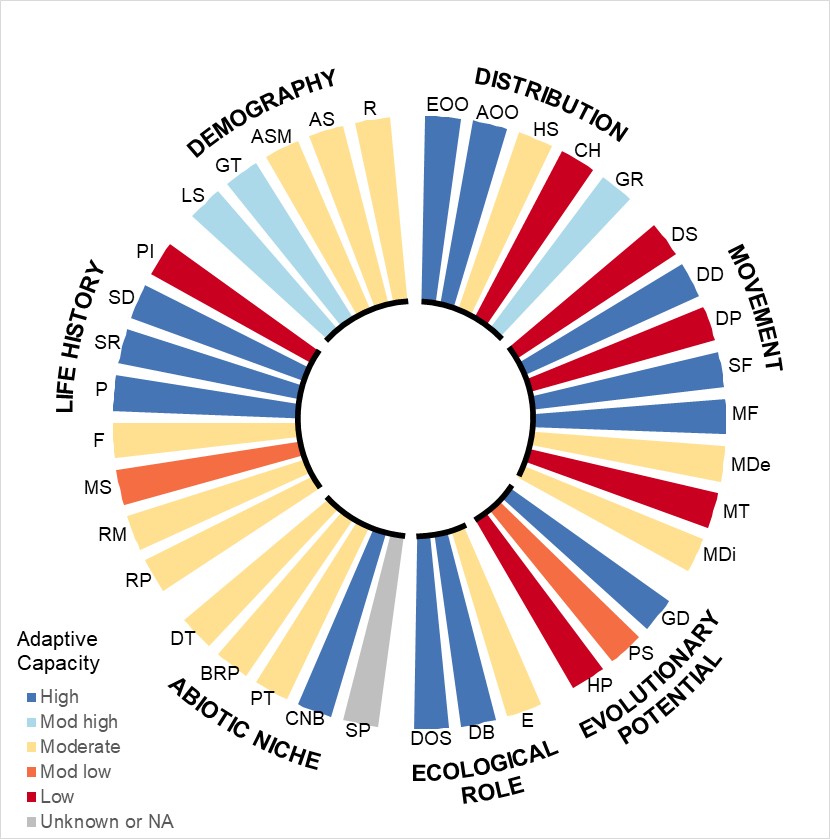 DEMOGRAPHY
DISTRIBUTION
LS
GT
ASM
AS
R
EOO
AOO
HS
CH
GR
MOVEMENT
DS
DD
DP
SF
MF
MDe
MT
MDi
LIFE HISTORY
PI
SD
SR
P
F
MS
RM
RP
GD
PS
HP
EVOLUTIONARY
POTENTIAL
E
DB
DOS
ECOLOGICAL
ROLE
DT
BRP
PT
CNB
SP
ABIOTIC NICHE
Adaptive
Capacity
High
Mod high
Moderate
Mod low
Low
Unknown or NA